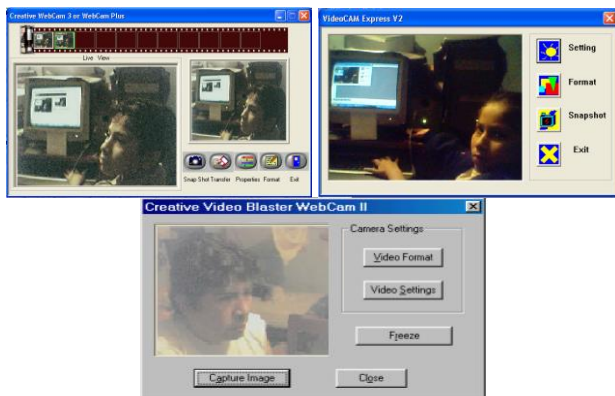 Creative WebCam 3 or WebCam Plus
Live View
Snap Shot Transfer Properties Format Exit
VideoCAM Express V2
Setting
Format
Snapshot
Exit
Creative Video Blaster WebCam II
Camera Settings
Video Format
Video Settings
Freeze
Capture Image
Close